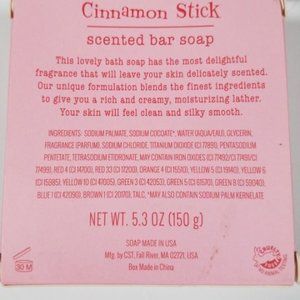 Cinnamon Stick
scented bar soap
This lovely bath soap has the most delightful
fragrance that will leave your skin delicately scented.
Our unique formulation blends the finest ingredients
to give you a rich and creamy, moisturizing lather.
Your skin will feel clean and silky smooth.
INGREDIENTS: SODIUM PALMATE, SODIUM COCOATE*, WATER (AQUA/EAU), GLYCERIN,
FRAGRANCE (PARFUM), SODIUM CHLORIDE, TITANIUM DIOXIDE (CI 77891), PENTASODIUM
PENTETATE, TETRASODIUM ETIDRONATE, MAY CONTAIN IRON OXIDES (CI 77492/CI 77491/CI
77499), RED 4 (CI 14700), RED 33 (CI 17200), ORANGE 4 (CI 15510), YELLOW 5 (CI 19140), YELLOW 6
(CI 15985), YELLOW 10 (CI 47005), GREEN 3 (CI 42053), GREEN 5 (CI 61570), GREEN 8 (CI 59040),
BLUE 1 (CI 42090), BROWN 1 (CI 20170), TALC, *MAY ALSO CONTAIN SODIUM PALM KERNELATE
NET WT. 5.3 OZ (150 g)
SOAP MADE IN USA
Mfg by CST, Fall River, MA 02721, USA
Box Made in China
30 M
CRUELTY
FREE
NO ANIMAL TESTING